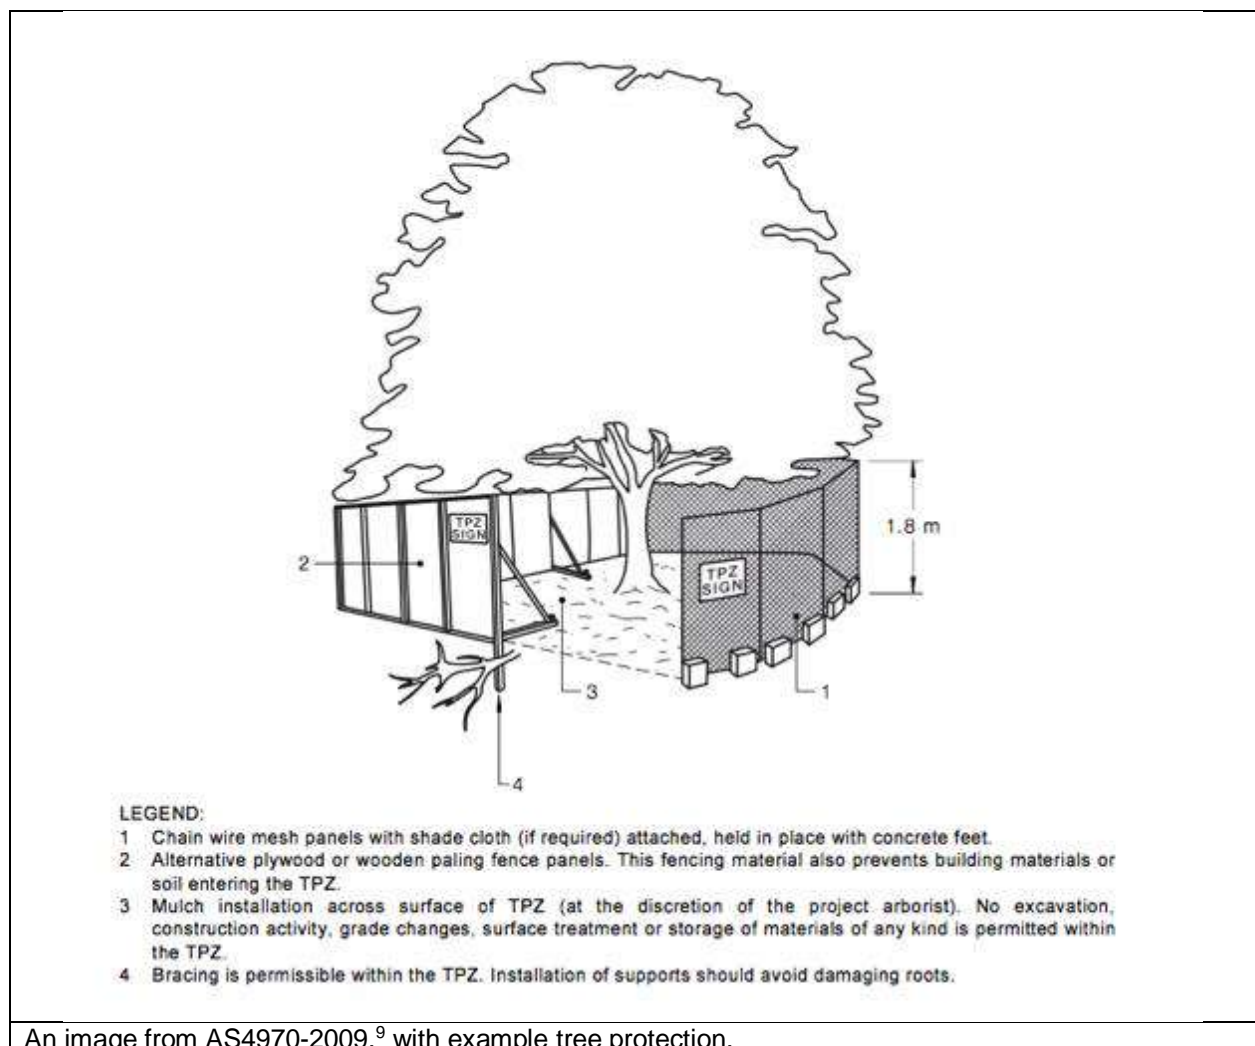 TPZ
SIGN
1.8 m
2
TPZ
SIGN
3
1
4
LEGEND:
1 Chain wire mesh panels with shade cloth (if required) attached, held in place with concrete feet.
2 Alternative plywood or wooden paling fence panels. This fencing material also prevents building materials or
soil entering the TPZ.
3 Mulch installation across surface of TPZ (at the discretion of the project arborist). No excavation,
construction activity, grade changes, surface treatment or storage of materials of any kind is permitted within
the TPZ.
4 Bracing is permissible within the TPZ. Installation of supports should avoid damaging roots.
An image from AS4970-2009,⁹ with example tree protection.